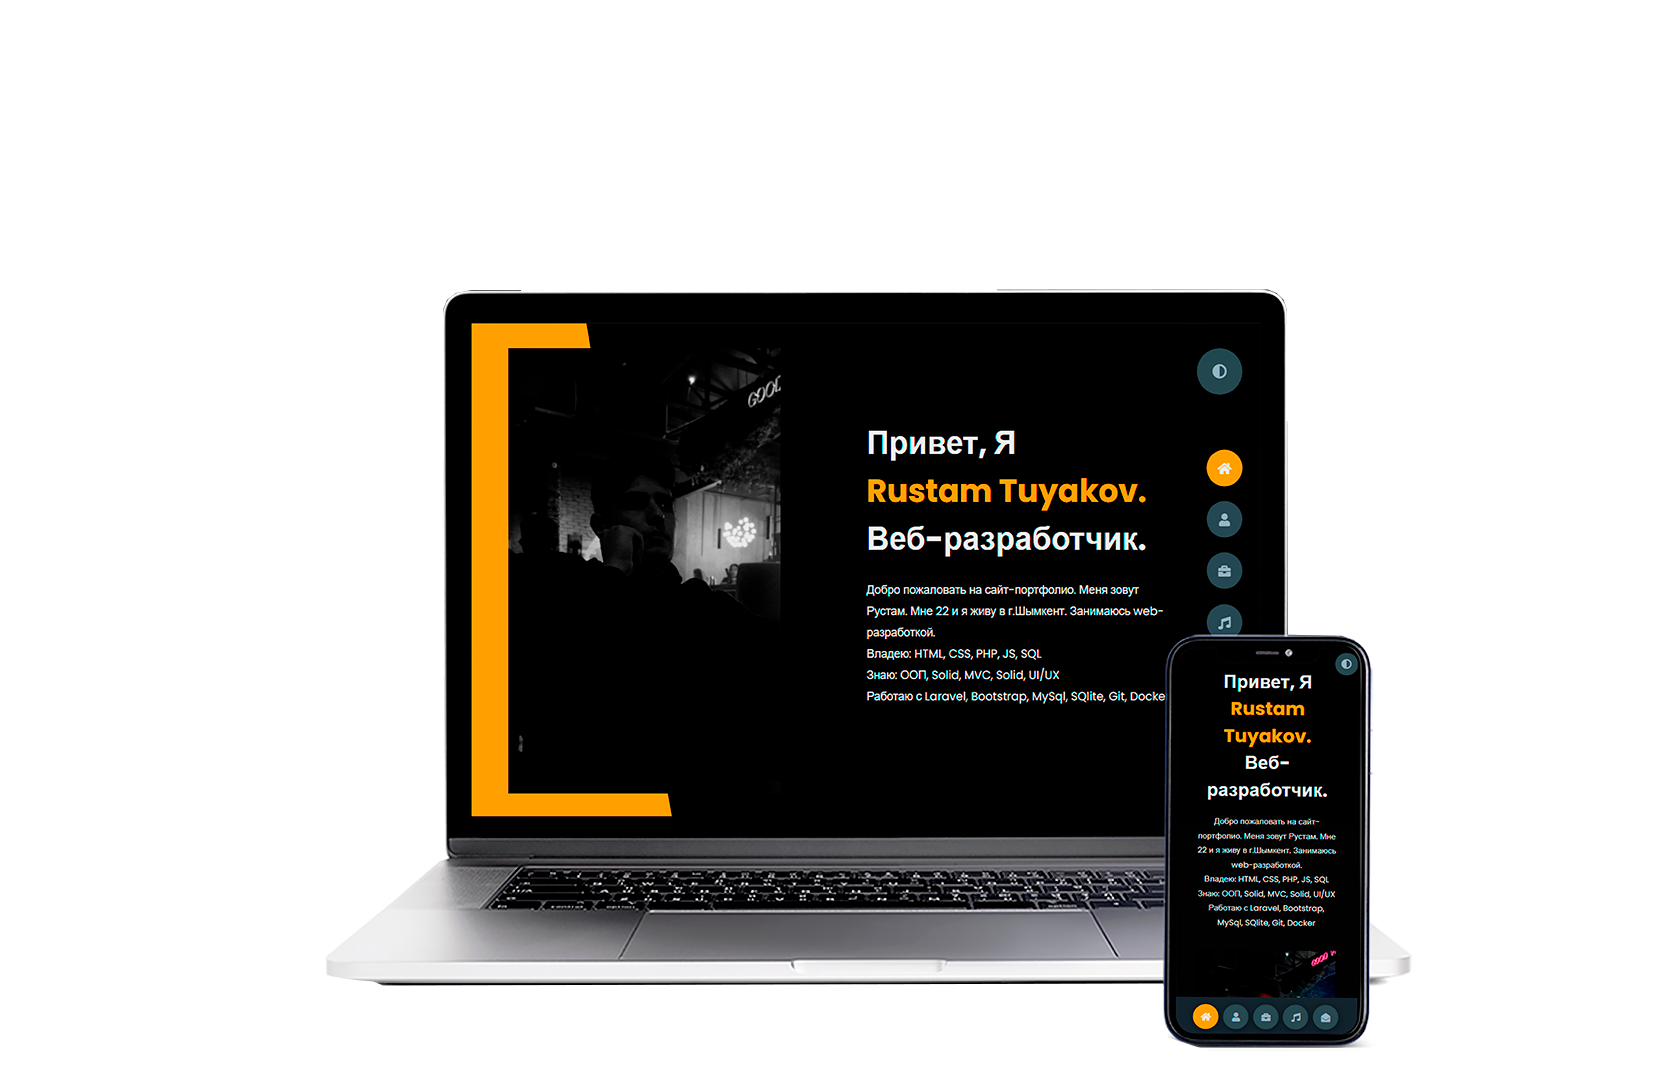 GOOD
Привет, Я
Rustam Tuyakov.
Веб-разработчик.
Добро пожаловать на сайт-портфолио. Меня зовут
Рустам. Мне 22 и я живу в г.Шымкент. Занимаюсь web-
разработкой.
Владею: HTML, CSS, PHP, JS, SQL
Знаю: ООП, Solid, MVC, Solid, UI/UX
Работаю с Laravel, Bootstrap, MySql, SQlite, Git, Docke
Привет, Я
Rustam
Tuyakov.
Веб-
разработчик.
Добро пожаловать на сайт-
портфолио. Меня зовут Рустам. Мне
22 и я живу в г.Шымкент. Занимаюсь
web-разработкой.
Владею: HTML, CSS, PHP, JS, SQL
Знаю: ООП, Solid, MVC, Solid, UI/UX
Работаю с Laravel, Bootstrap,
MySql, SQlite, Git, Docker
GOOD